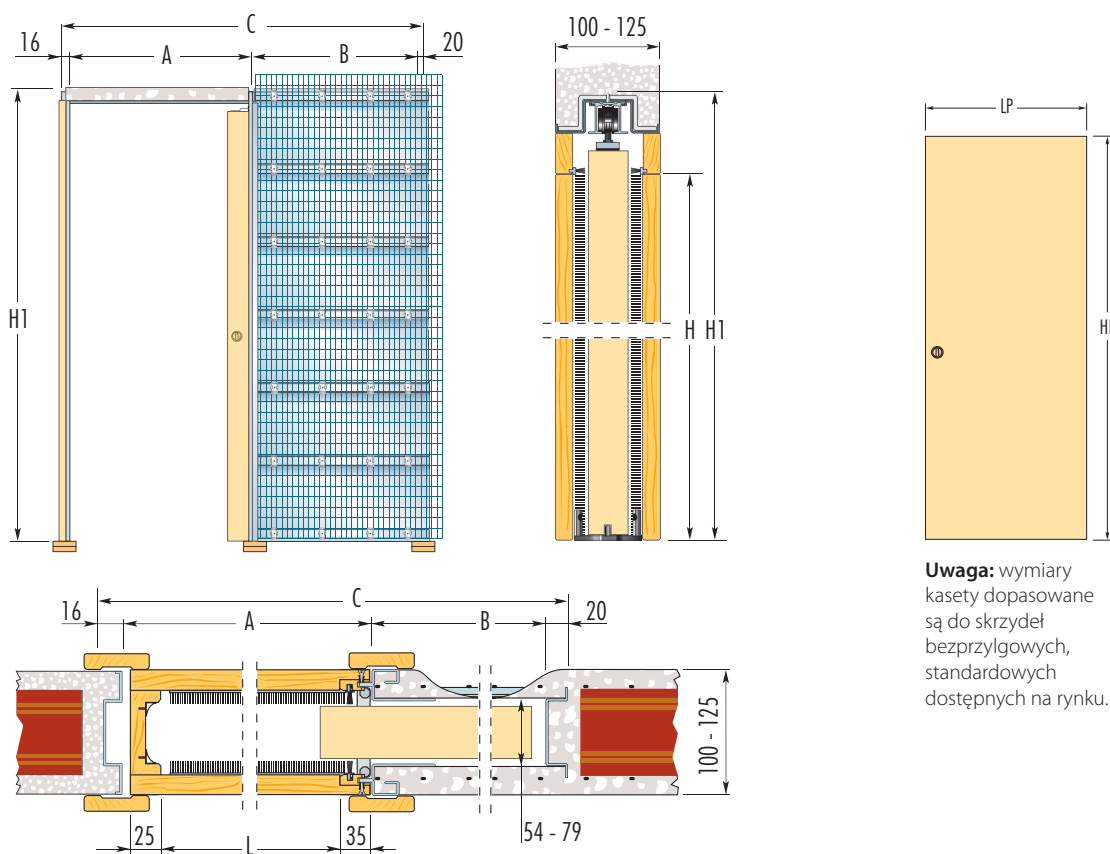 C
16
A
B
20
H1
100 - 125
H
H1
LP
Uwaga: wymiary
kasety dopasowane
są do skrzydeł
bezprzylgowych,
standardowych
dostępnych na rynku.
C
16
A
B
20
100 - 125
54 - 79
25
L
35